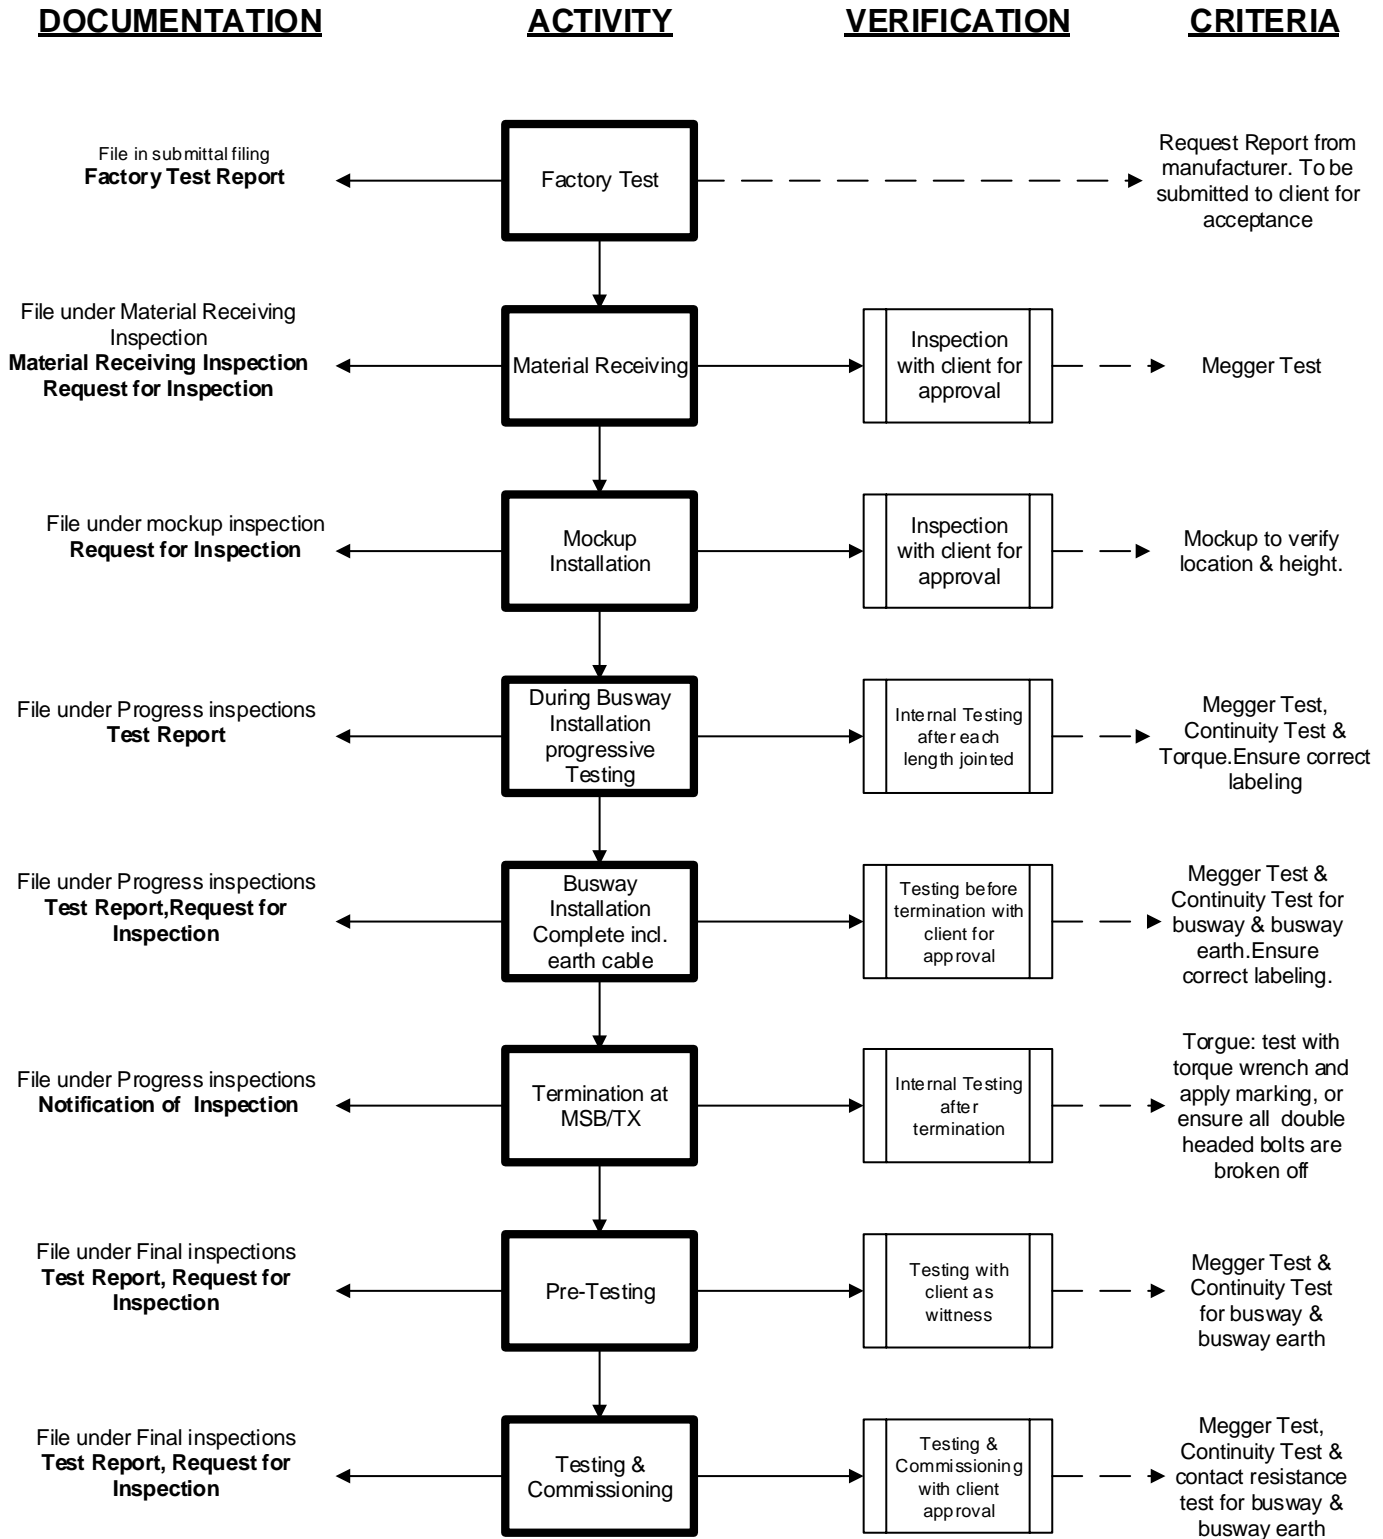 DOCUMENTATION
ACTIVITY
VERIFICATION
CRITERIA
File in submittal filing
Factory Test Report
Factory Test
Request Report from
manufacturer. To be
submitted to client for
acceptance
File under Material Receiving
Inspection
Material Receiving Inspection
Request for Inspection
Material Receiving
Inspection
with client for
approval
Megger Test
File under mockup inspection
Request for Inspection
Mockup
Installation
Inspection
with client for
approval
Mockup to verify
location & height.
File under Progress inspections
Test Report
During Busway
Installation
progressive
Testing
Internal Testing
after each
length jointed
Megger Test,
Continuity Test &
Torque.Ensure correct
labeling
File under Progress inspections
Test Report,Request for
Inspection
Busway
Installation
Complete incl.
earth cable
Testing before
termination with
client for
approval
Megger Test &
Continuity Test for
busway & busway
earth.Ensure
correct labeling.
File under Progress inspections
Notification of Inspection
Termination at
MSB/TX
Internal Testing
after
termination
Torgue: test with
torque wrench and
apply marking, or
ensure all double
headed bolts are
broken off
File under Final inspections
Test Report, Request for
Inspection
Pre-Testing
Testing with
client as
wittness
Megger Test &
Continuity Test
for busway &
busway earth
File under Final inspections
Test Report, Request for
Inspection
Testing &
Commissioning
Testing &
Commissioning
with client
approval
Megger Test,
Continuity Test &
contact resistance
test for busway &
busway earth